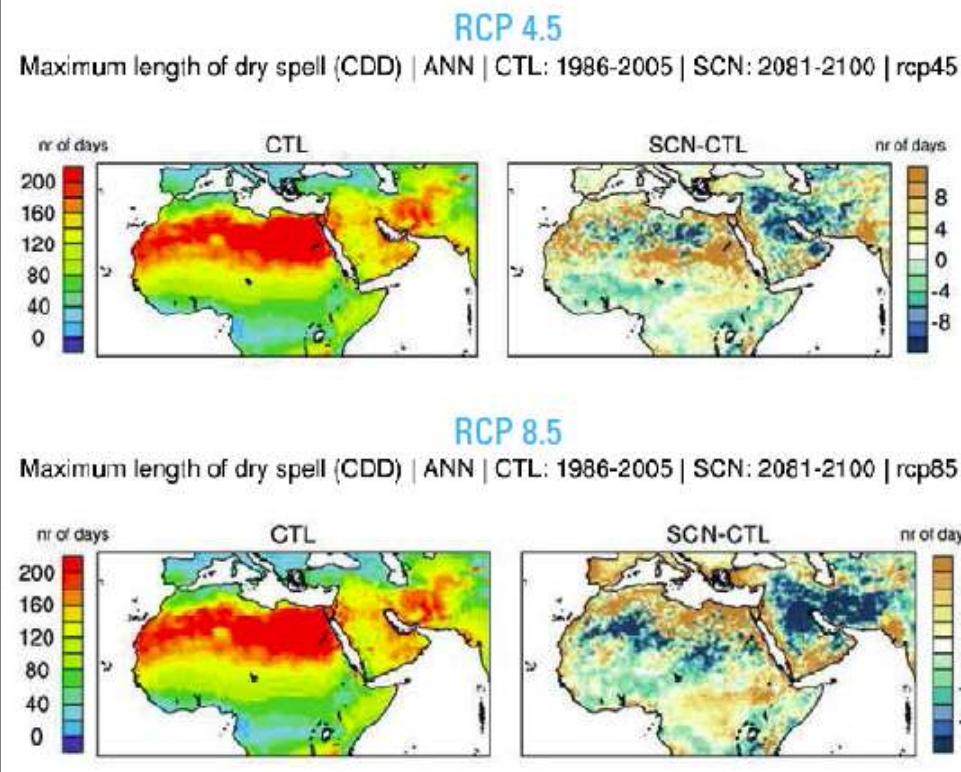 RCP 4.5
Maximum length of dry spell (CDD) | ANN | CTL: 1986-2005 | SCN: 2081-2100 | rcp45
nr of days
CTL
SCN-CTL
nr of days
200
160
120
80
40
0
8
4
0
-4
-8
RCP 8.5
Maximum length of dry spell (CDD) | ANN | CTL: 1986-2005 | SCN: 2081-2100 | rcp85
nr of days
CTL
SCN-CTL
nr of day
200
160
120
80
40
0